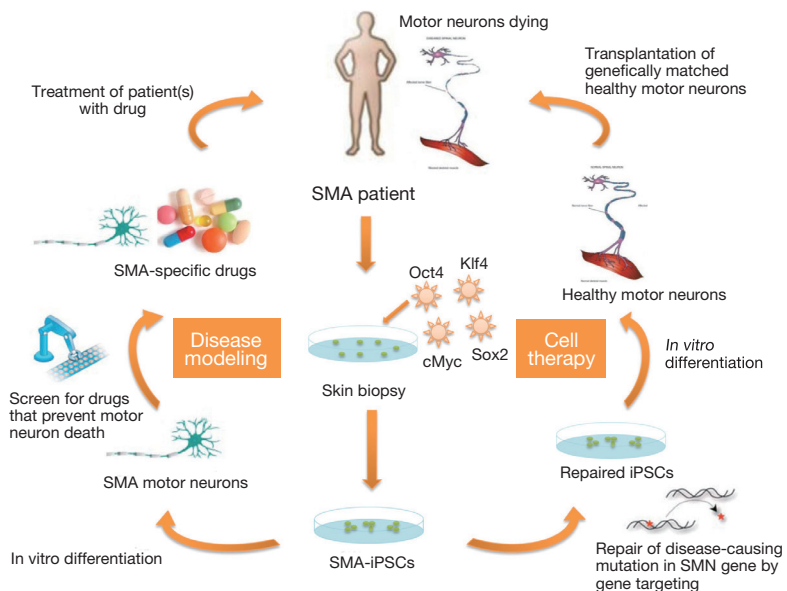 Motor neurons dying
Transplantation of
genefically matched
healthy motor neurons
Treatment of patient(s)
with drug
SMA patient
SMA-specific drugs
Oct4
Klf4
cMyc
Sox2
Healthy motor neurons
Disease
modeling
Cell
therapy
In vitro
differentiation
Skin biopsy
Screen for drugs
that prevent motor
neuron death
SMA motor neurons
Repaired iPSCs
In vitro differentiation
SMA-iPSCs
Repair of disease-causing
mutation in SMN gene by
gene targeting